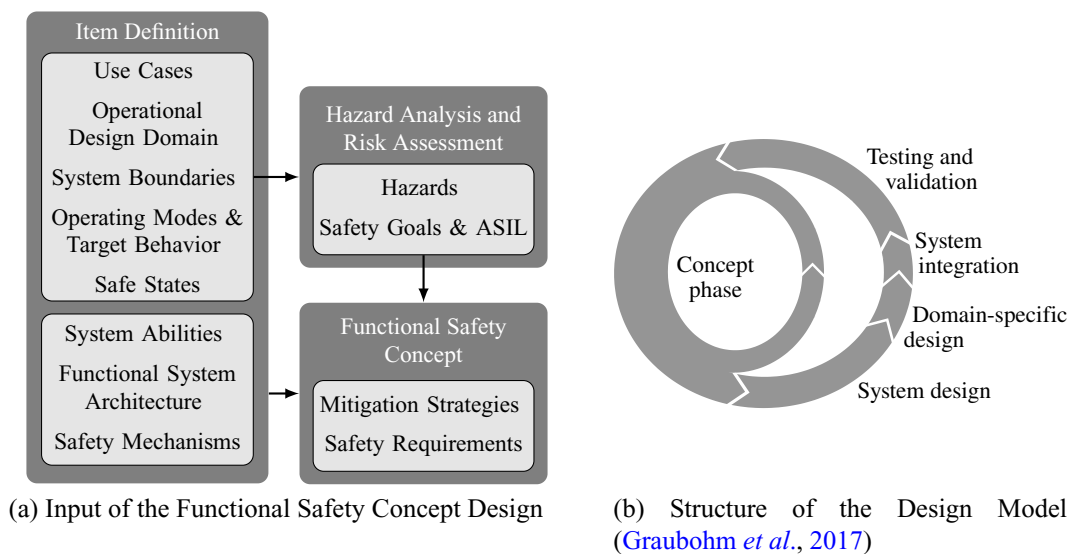 Item Definition
Use Cases
Operational
Design Domain
System Boundaries
Operating Modes &
Target Behavior
Safe States
System Abilities
Functional System
Architecture
Safety Mechanisms
Hazard Analysis and
Risk Assessment
Hazards
Safety Goals & ASIL
Functional Safety
Concept
Mitigation Strategies
Safety Requirements
(a) Input of the Functional Safety Concept Design
Concept
phase
Testing and
validation
System
integration
Domain-specific
design
System design
(b) Structure of the Design Model
(Graubohm et al., 2017)